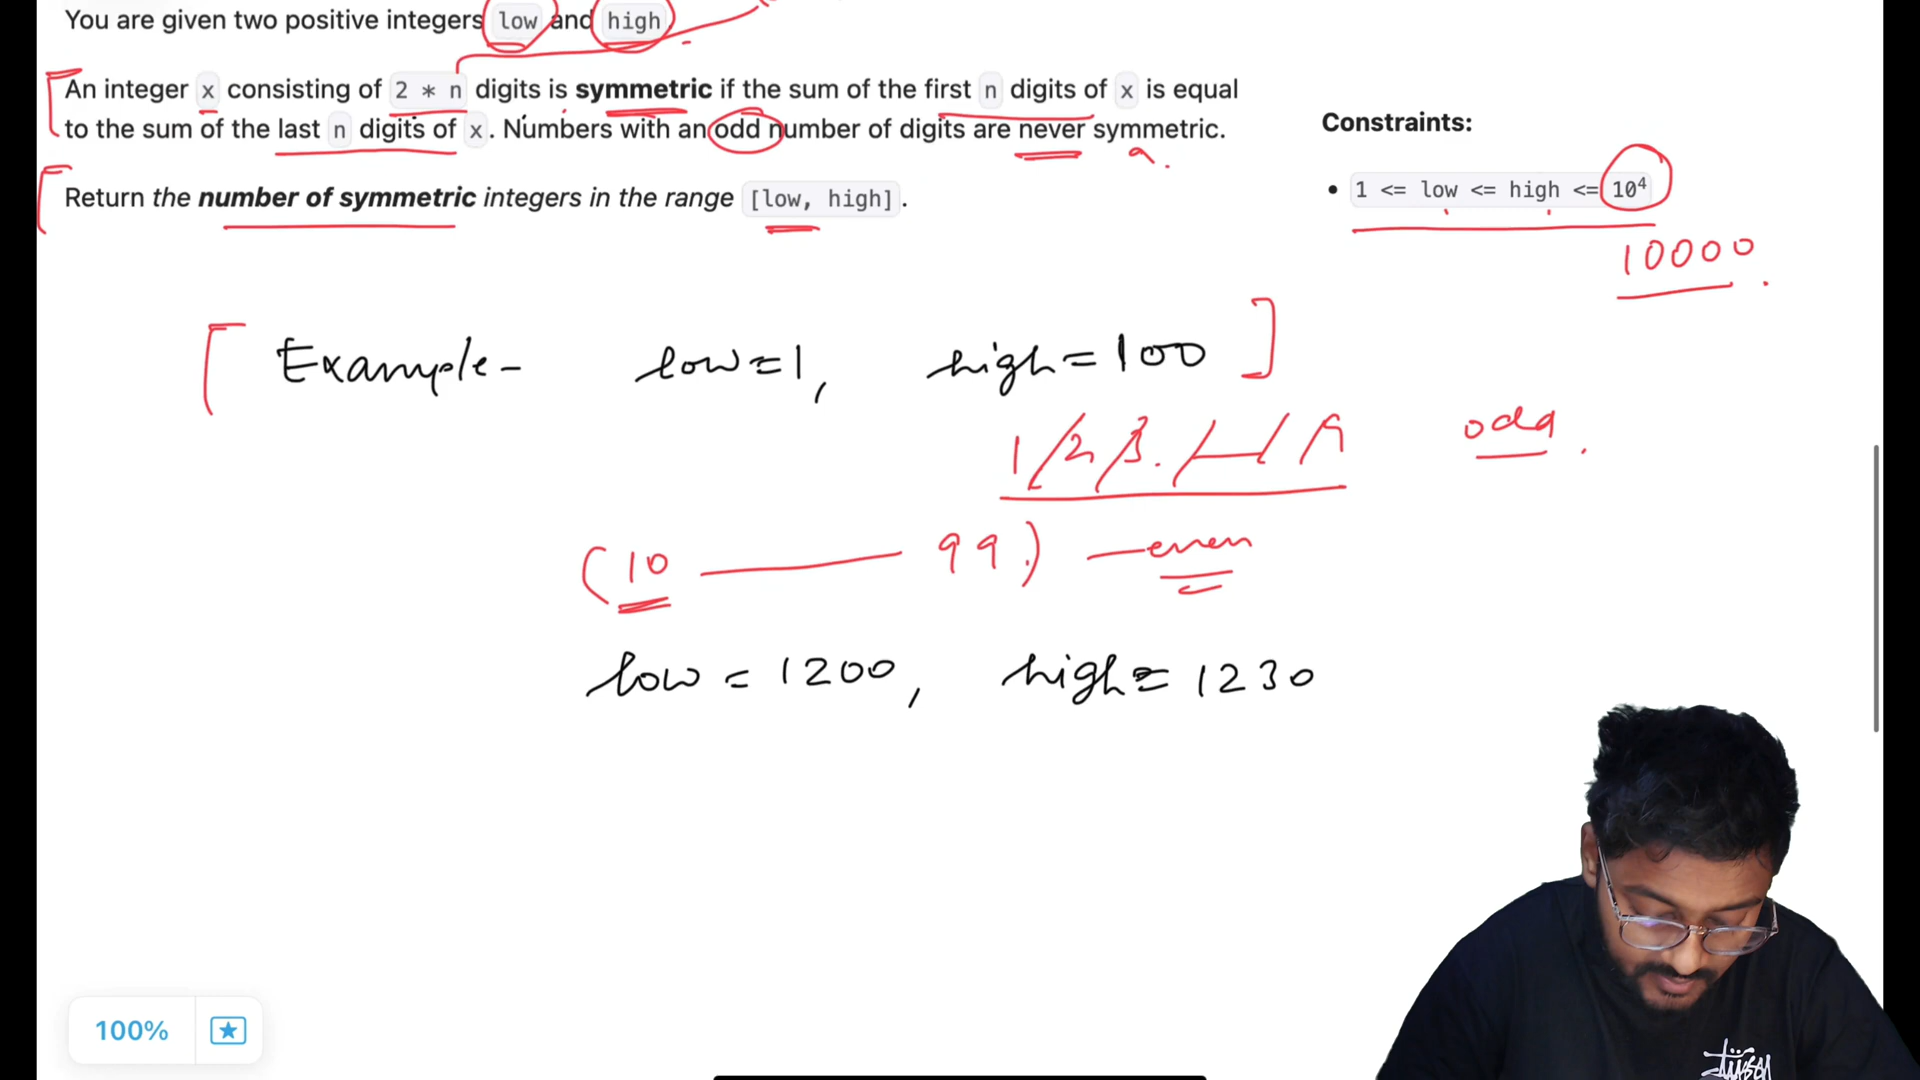 You are given two positive integers low and high.
An integer x consisting of 2 * n digits is symmetric if the sum of the first n digits of x is equal
to the sum of the last n digits of x. Numbers with an odd number of digits are never symmetric.
Return the number of symmetric integers in the range [low, high].
Constraints:
• 1 <= low <= high <= 10⁴
10000
Example- low=1, high=100
1/2/3. / 9 odd.
(10 — 99.) — even
low = 1200, high = 1230
100%